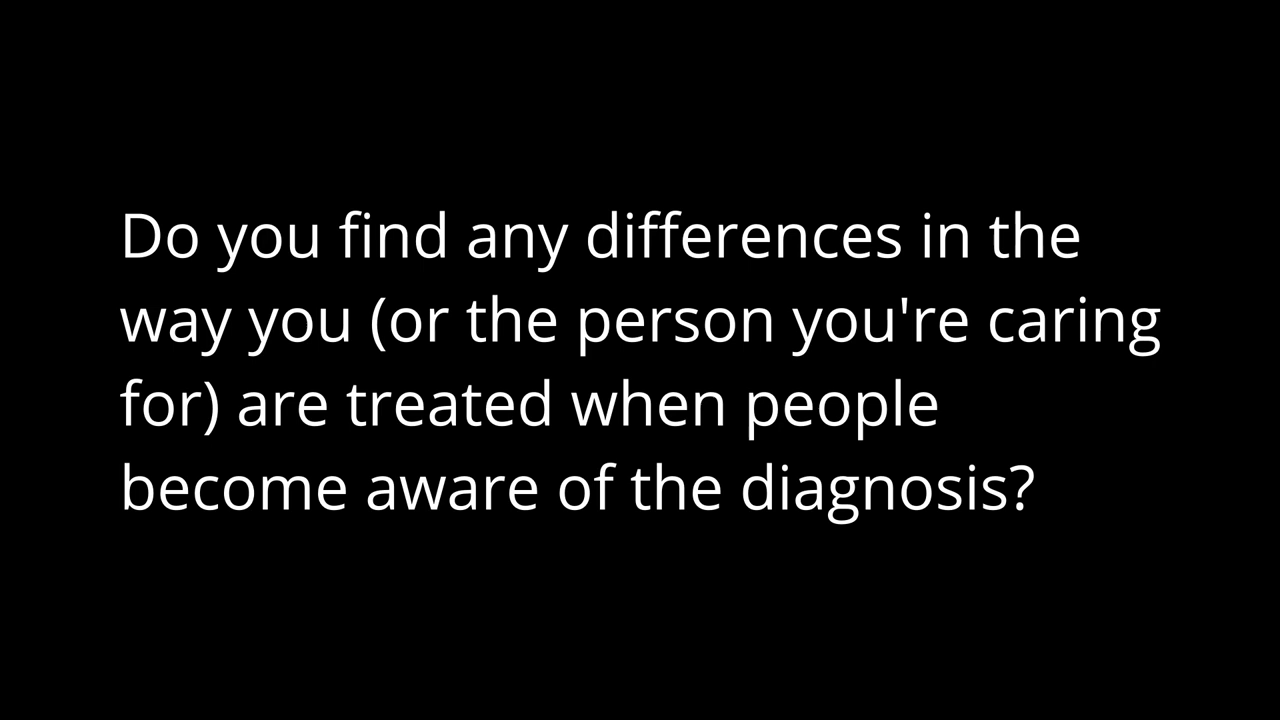 Do you find any differences in the
way you (or the person you're caring
for) are treated when people
become aware of the diagnosis?